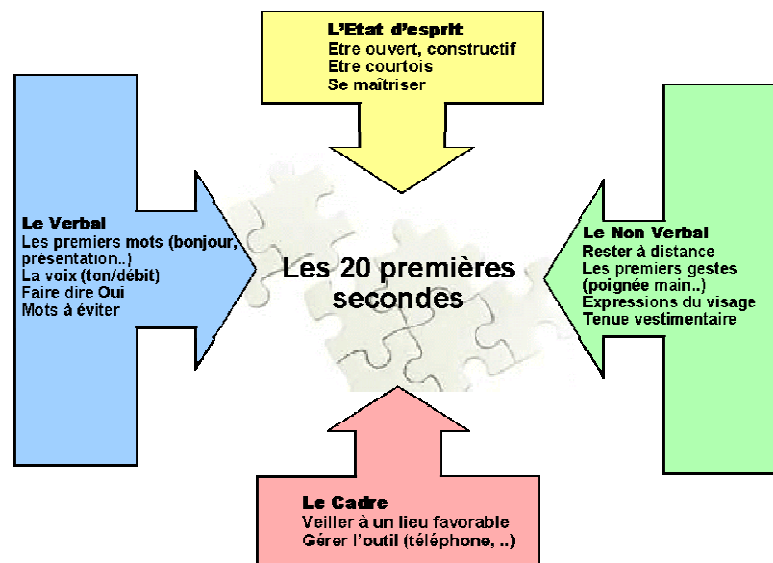 L'Etat d'esprit
Etre ouvert, constructif
Etre courtois
Se maîtriser
Le Verbal
Les premiers mots (bonjour,
présentation..)
La voix (ton/débit)
Faire dire Oui
Mots à éviter
Les 20 premières
secondes
Le Non Verbal
Rester à distance
Les premiers gestes
(poignée main..)
Expressions du visage
Tenue vestimentaire
Le Cadre
Veiller à un lieu favorable
Gérer l'outil (téléphone, ..)